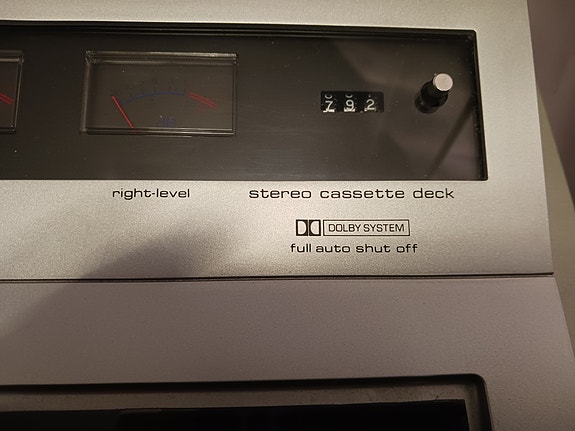 792
right-level
stereo cassette deck
DOLBY SYSTEM
full auto shut off